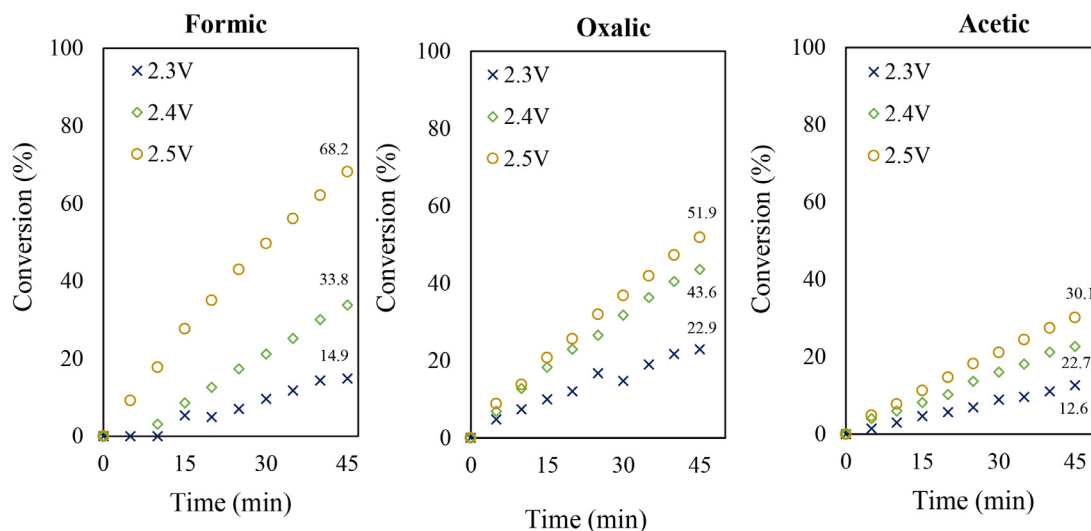 Formic
Conversion (%)
100
80
60
40
20
0
2.3V
2.4V
2.5V
68.2
33.8
14.9
0
15
30
45
Time (min)
Oxalic
Conversion (%)
100
80
60
40
20
0
2.3V
2.4V
2.5V
51.9
43.6
22.9
0
15
30
45
Time (min)
Acetic
Conversion (%)
100
80
60
40
20
0
2.3V
2.4V
2.5V
30.1
22.7
12.6
0
15
30
45
Time (min)